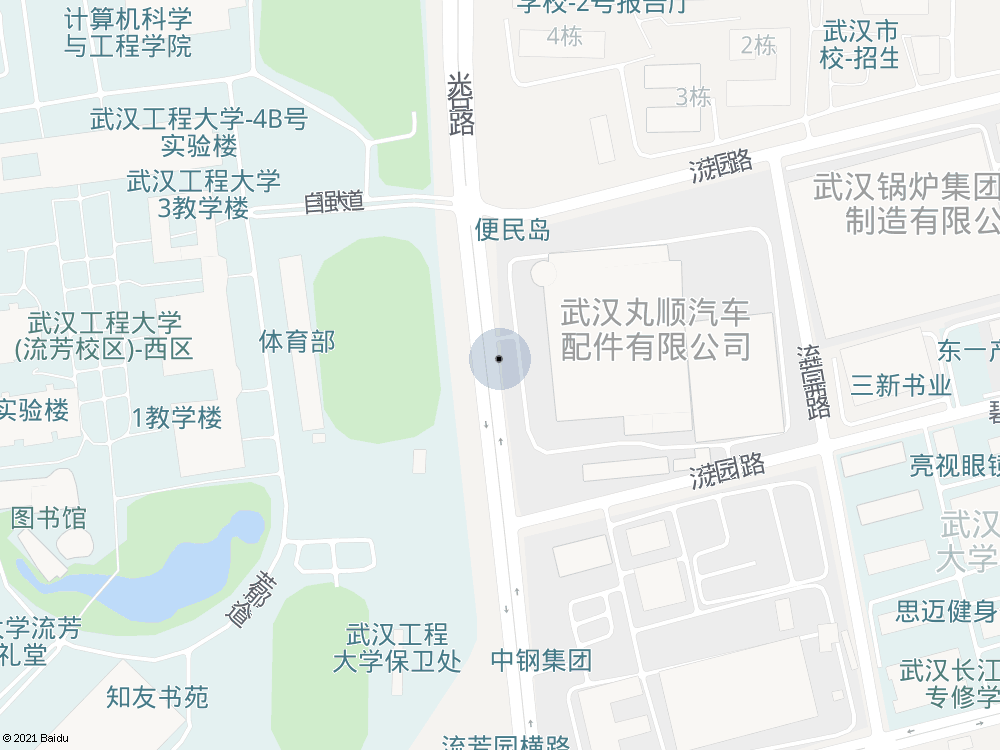 计算机科学
与工程学院
学校-2号报告厅
4栋
2栋
3栋
武汉市
校-招生
光谷一路
武汉工程大学-4B号
实验楼
武汉工程大学
3教学楼
自强道
流芳园路
武汉锅炉集团
制造有限公
便民岛
武汉丸顺汽车
配件有限公司
武汉工程大学
(流芳校区)-西区
体育部
东一产
三新书业
实验楼
1教学楼
碧
亮视眼镜
图书馆
武汉
大学
思迈健身
大学流芳
礼堂
武汉工程
大学保卫处
中钢集团
武汉长江
专修学
知友书苑
流芳园横路
© 2021 Baidu